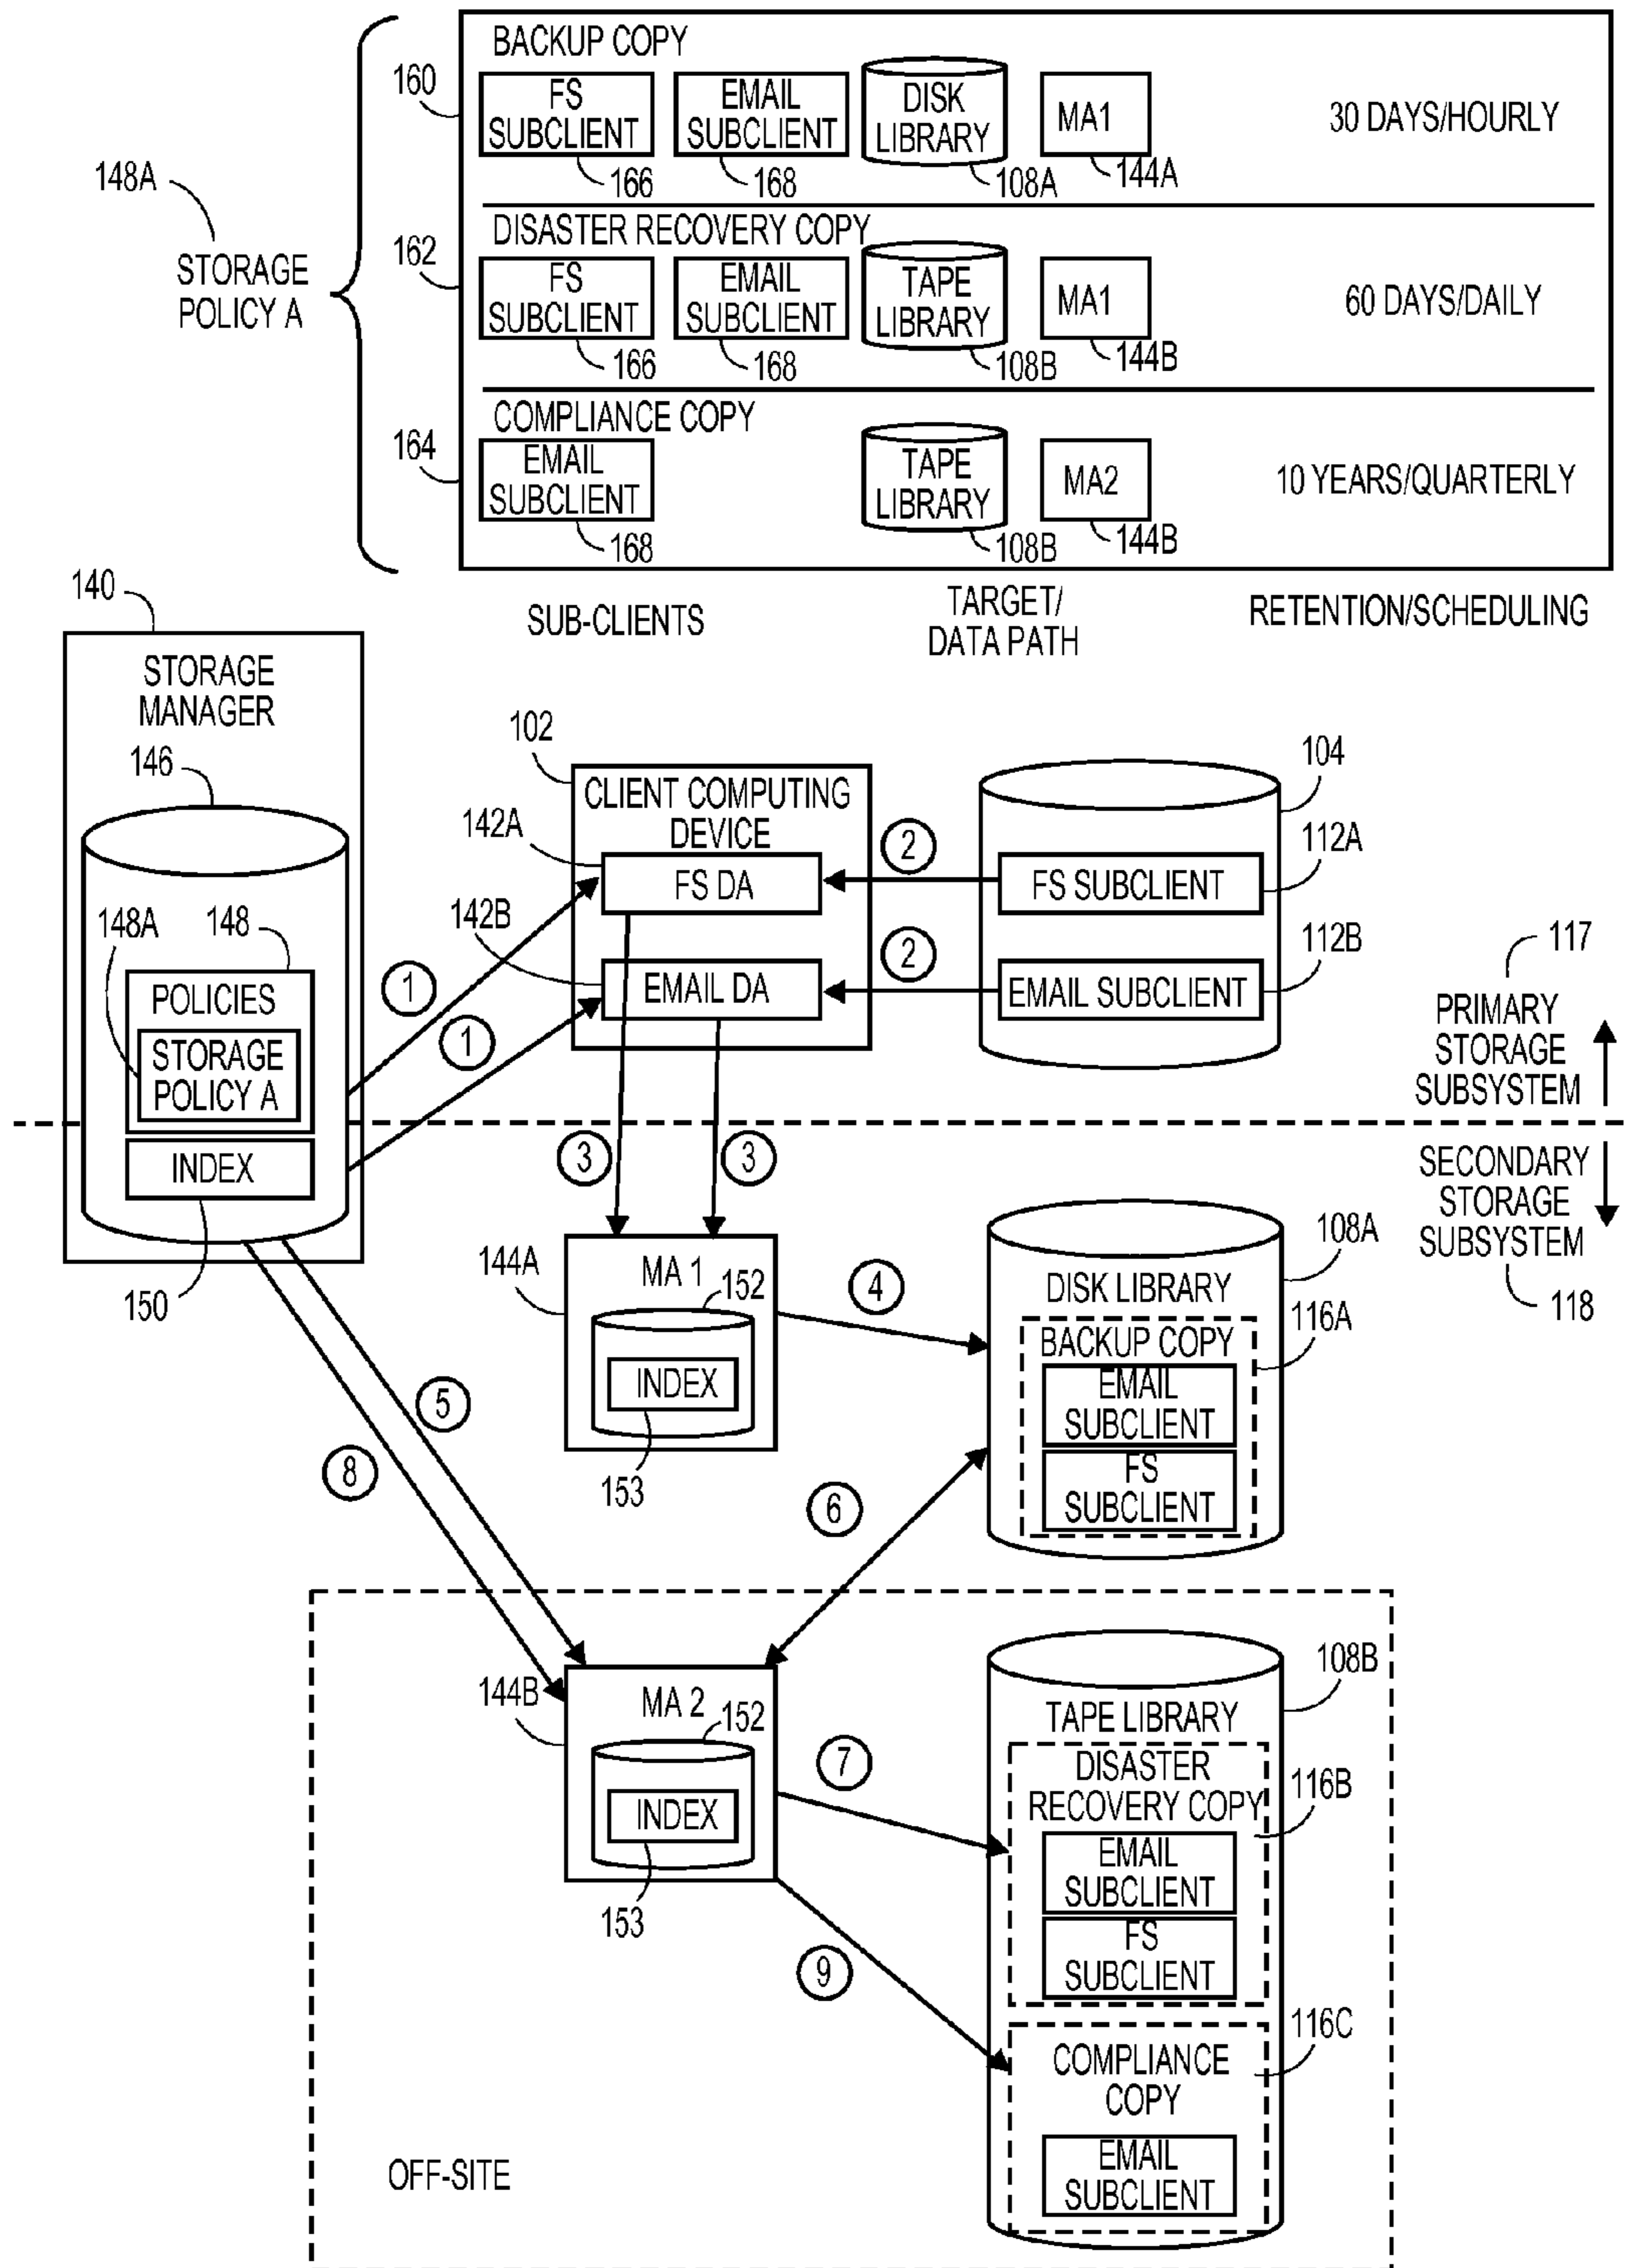 BACKUP COPY
160
FS
SUBCLIENT
166
EMAIL
SUBCLIENT
168
DISK
LIBRARY
108A
MA1
144A
30 DAYS/HOURLY
148A
STORAGE
POLICY A
DISASTER RECOVERY COPY
162
FS
SUBCLIENT
166
EMAIL
SUBCLIENT
168
TAPE
LIBRARY
108B
MA1
144B
60 DAYS/DAILY
COMPLIANCE COPY
164
EMAIL
SUBCLIENT
168
TAPE
LIBRARY
108B
MA2
144B
10 YEARS/QUARTERLY
SUB-CLIENTS
TARGET/
DATA PATH
RETENTION/SCHEDULING
140
STORAGE
MANAGER
146
148A
148
POLICIES
STORAGE
POLICY A
INDEX
150
102
CLIENT COMPUTING
DEVICE
142A
FS DA
142B
EMAIL DA
104
FS SUBCLIENT
112A
EMAIL SUBCLIENT
112B
1
1
2
2
117
PRIMARY
STORAGE
SUBSYSTEM
SECONDARY
STORAGE
SUBSYSTEM
118
3
3
144A
MA 1
152
INDEX
153
4
108A
DISK LIBRARY
BACKUP COPY
116A
EMAIL
SUBCLIENT
FS
SUBCLIENT
5
8
6
144B
MA 2
152
INDEX
153
7
9
108B
TAPE LIBRARY
DISASTER
RECOVERY COPY
116B
EMAIL
SUBCLIENT
FS
SUBCLIENT
116C
COMPLIANCE
COPY
EMAIL
SUBCLIENT
OFF-SITE